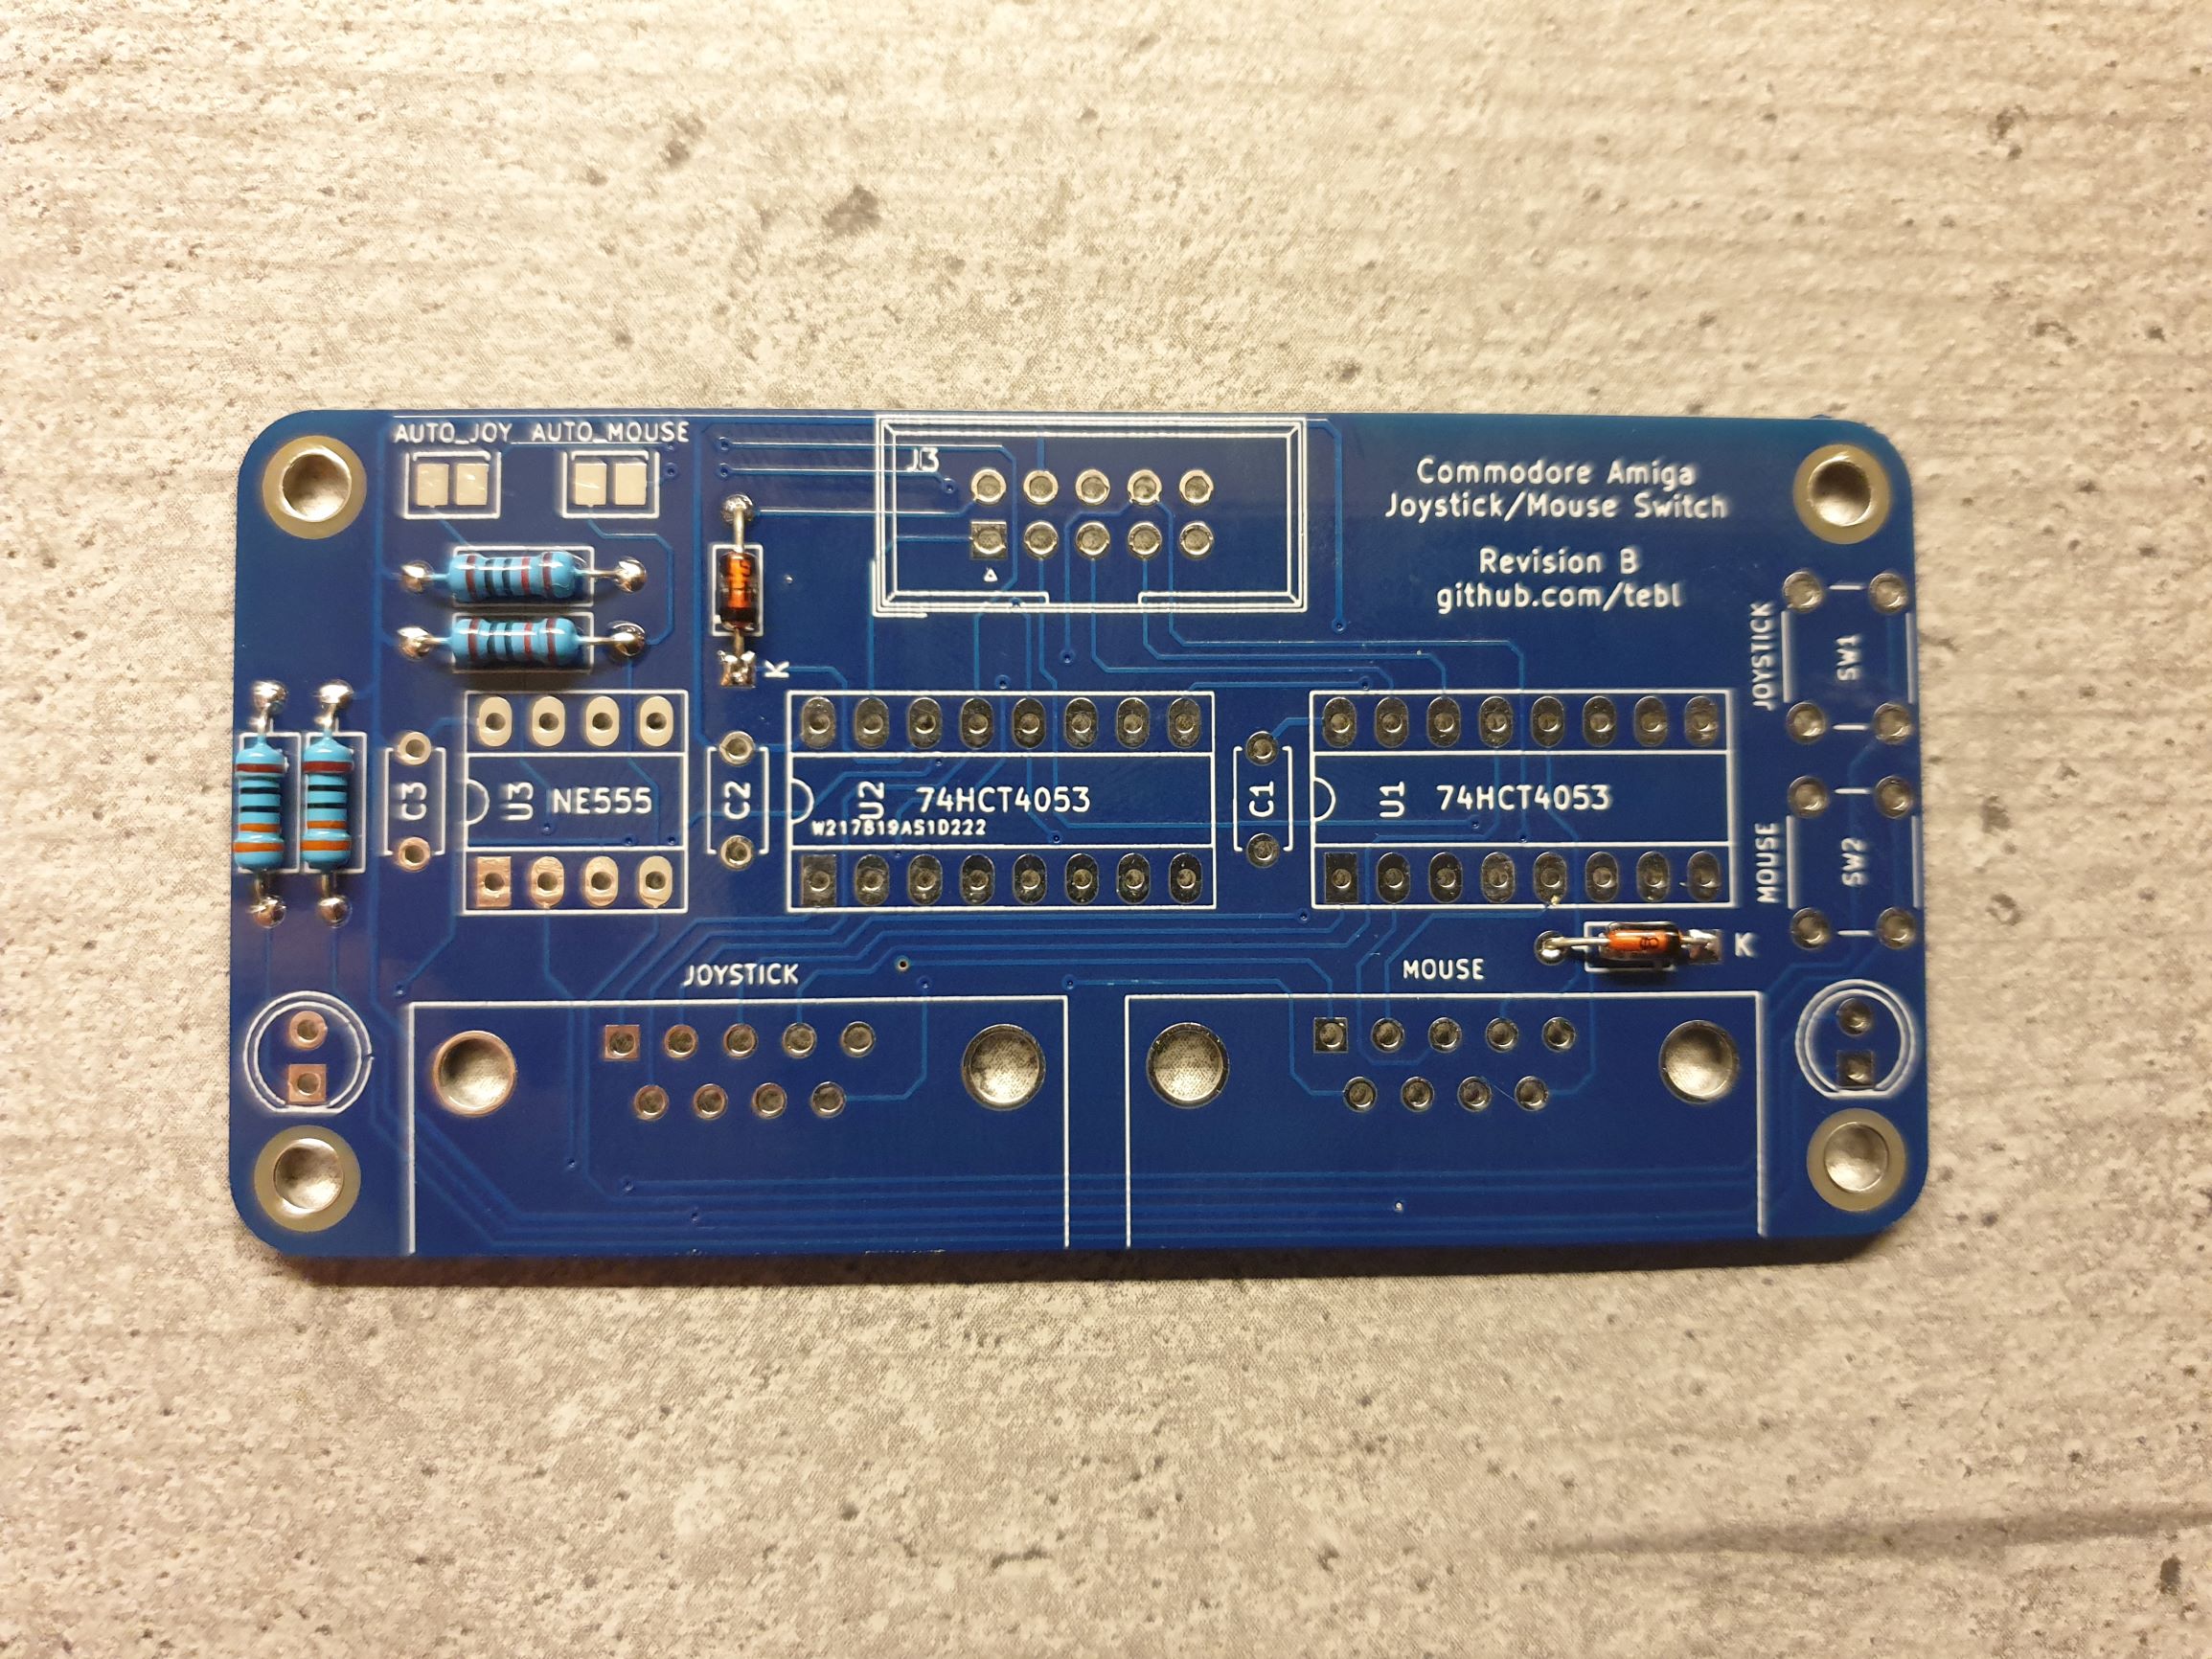 AUTO_JOY AUTO_MOUSE
J3
Commodore Amiga
Joystick/Mouse Switch
Revision B
github.com/tebl
K
JOYSTICK
SW1
C3
U3
NE555
C2
U2
74HCT4053
W217819AS1D222
C1
U1
74HCT4053
MOUSE
SW2
K
JOYSTICK
MOUSE